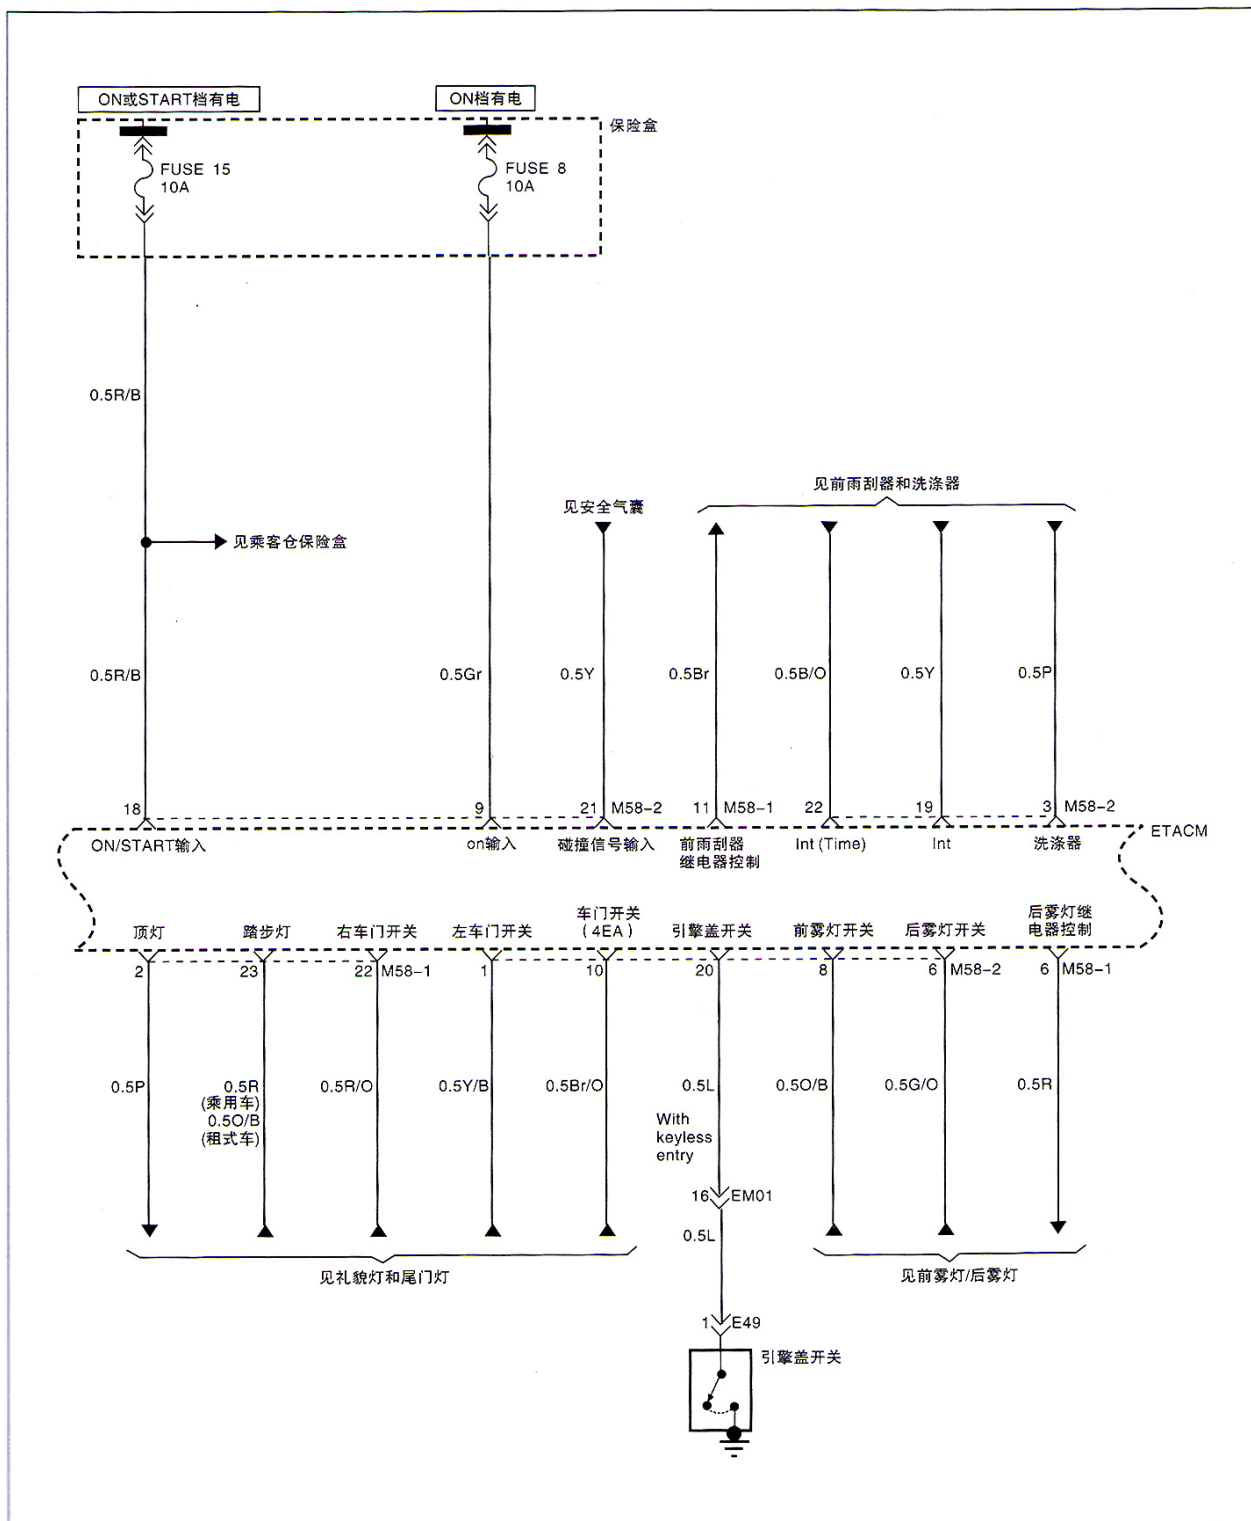 ON或START档有电
ON档有电
保险盒
FUSE 15
10A
FUSE 8
10A
0.5R/B
见前雨刮器和洗涤器
见安全气囊
见乘客仓保险盒
0.5R/B
0.5Gr
0.5Y
0.5Br
0.5B/O
0.5Y
0.5P
18
9
21
M58-2
11
M58-1
22
19
3
M58-2
ETACM
ON/START输入
on输入
碰撞信号输入
前雨刮器
继电器控制
Int (Time)
Int
洗涤器
顶灯
踏步灯
右车门开关
左车门开关
车门开关
(4EA)
引擎盖开关
前雾灯开关
后雾灯开关
后雾灯继
电器控制
2
23
22
M58-1
1
10
20
8
6
M58-2
6
M58-1
0.5P
0.5R
(乘用车)
0.5O/B
(租式车)
0.5R/O
0.5Y/B
0.5Br/O
0.5L
0.5O/B
0.5G/O
0.5R
With
keyless
entry
16
EM01
0.5L
见礼貌灯和尾门灯
见前雾灯/后雾灯
1
E49
引擎盖开关